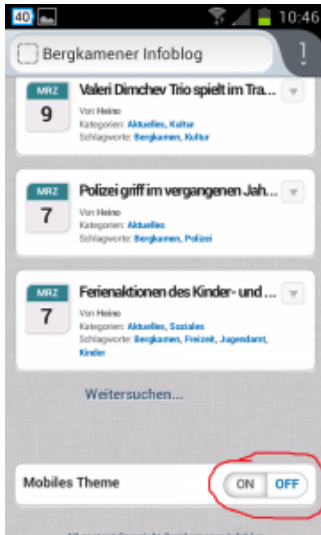 40
10:46
Bergkamener Infoblog
1
MRZ
9
Valeri Dimchev Trio spielt im Tra...
Von Heino
Kategorien: Aktuelles, Kultur
Schlagworte: Bergkamen, Kultur
MRZ
7
Polizei griff im vergangenen Jah...
Von Heino
Kategorien: Aktuelles
Schlagworte: Bergkamen, Polizei
MRZ
7
Ferienaktionen des Kinder- und ...
Von Heino
Kategorien: Aktuelles, Soziales
Schlagworte: Bergkamen, Freizeit, Jugendamt,
Kinder
Weitersuchen...
Mobiles Theme
ON OFF